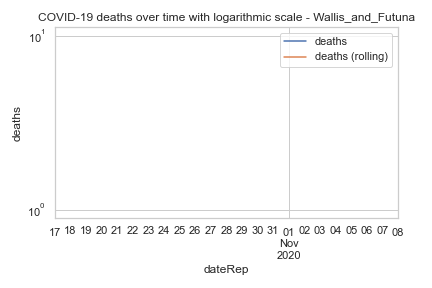 COVID-19 deaths over time with logarithmic scale - Wallis_and_Futuna
10¹
deaths
deaths (rolling)
deaths
10⁰
17 18 19 20 21 22 23 24 25 26 27 28 29 30 31 01 02 03 04 05 06 07 08
Nov
2020
dateRep